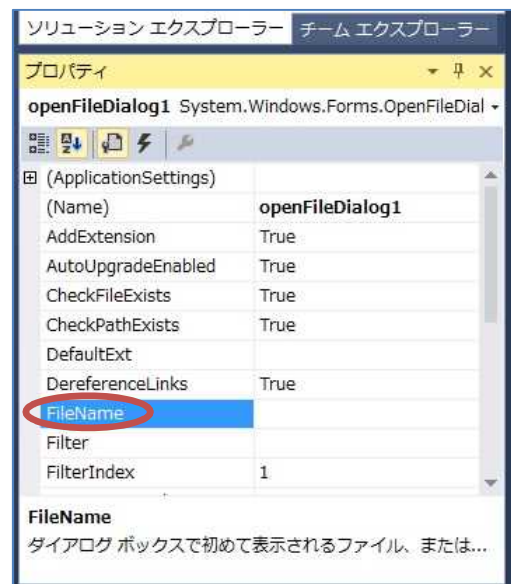 ソリューション エクスプローラー チーム エクスプローラー
プロパティ
openFileDialog1 System.Windows.Forms.OpenFileDial
(ApplicationSettings)
(Name) openFileDialog1
AddExtension True
AutoUpgradeEnabled True
CheckFileExists True
CheckPathExists True
DefaultExt
DereferenceLinks True
FileName
Filter
FilterIndex 1
FileName
ダイアログ ボックスで初めて表示されるファイル、または...